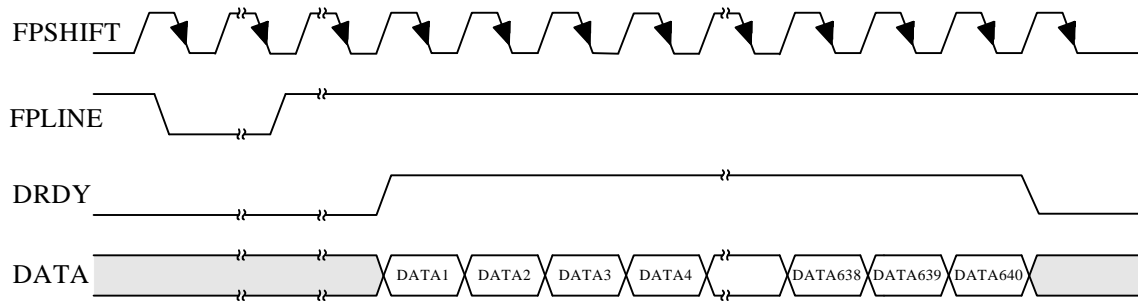 FPSHIFT
FPLINE
DRDY
DATA DATA1 DATA2 DATA3 DATA4 DATA638 DATA639 DATA640